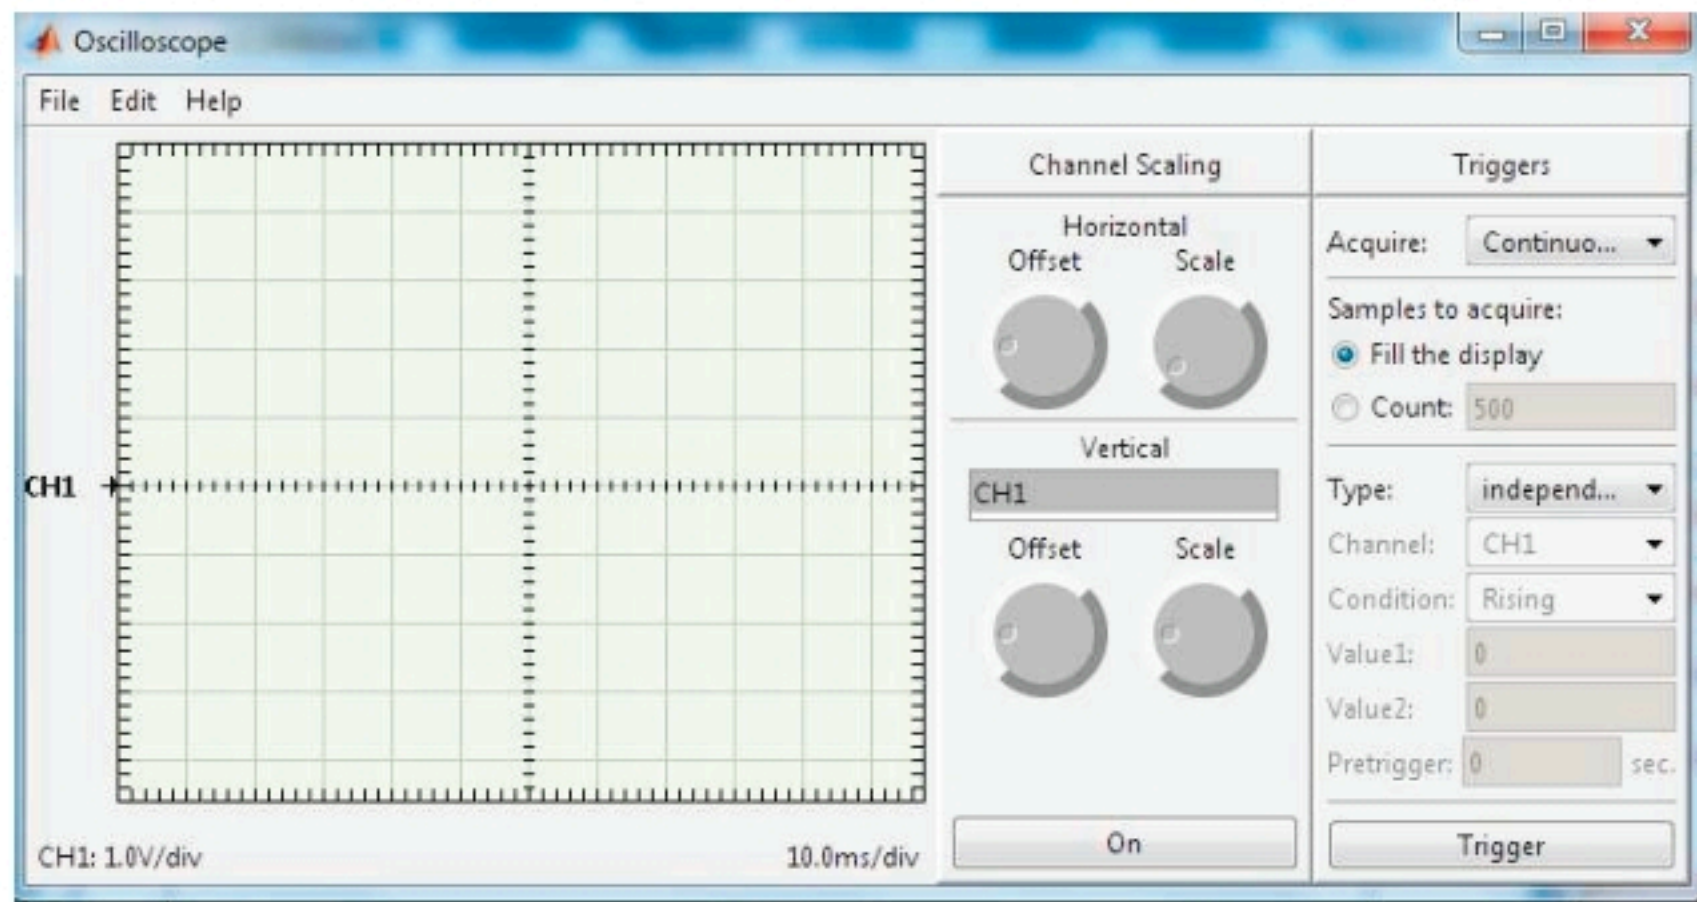 Oscilloscope
File Edit Help
CH1
CH1: 1.0V/div
10.0ms/div
Channel Scaling
Horizontal
Offset Scale
Vertical
CH1
Offset Scale
On
Triggers
Acquire: Continuo...
Samples to acquire:
Fill the display
Count: 500
Type: independ...
Channel: CH1
Condition: Rising
Value1: 0
Value2: 0
Pretrigger: 0 sec.
Trigger